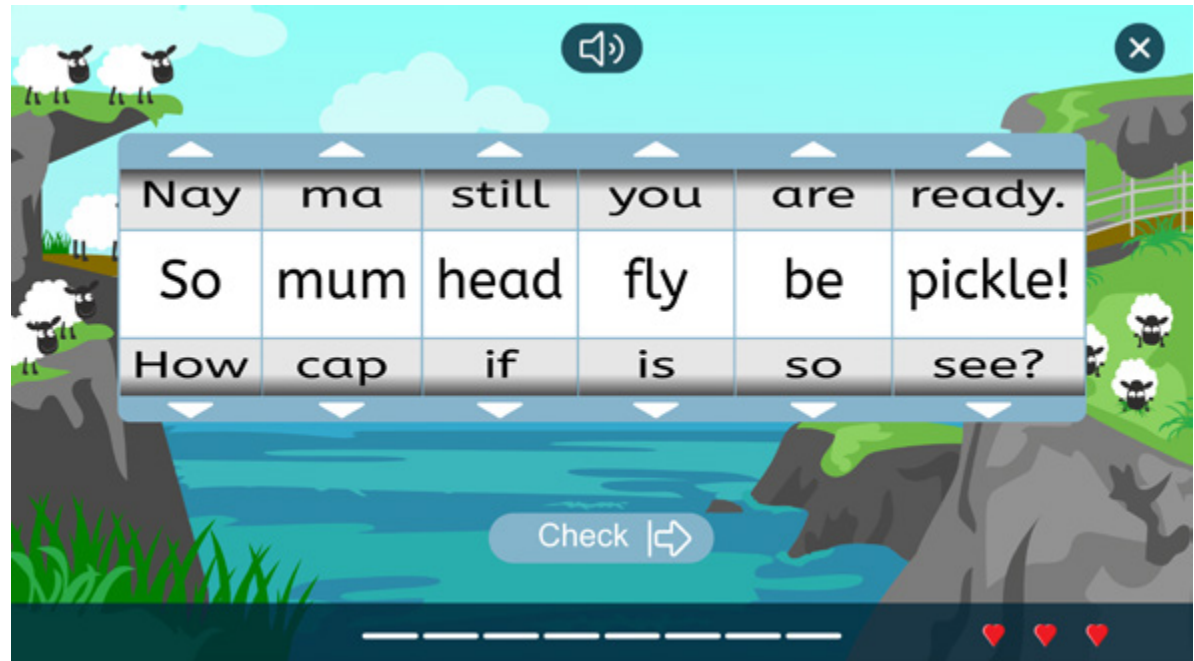 Nay ma still you are ready.
So mum head fly be pickle!
How cap if is so see?
Check